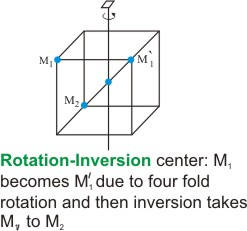 M₁
M`₁
M₂
Rotation-Inversion center: M₁
becomes M₁′ due to four fold
rotation and then inversion takes
M₁, to M₂